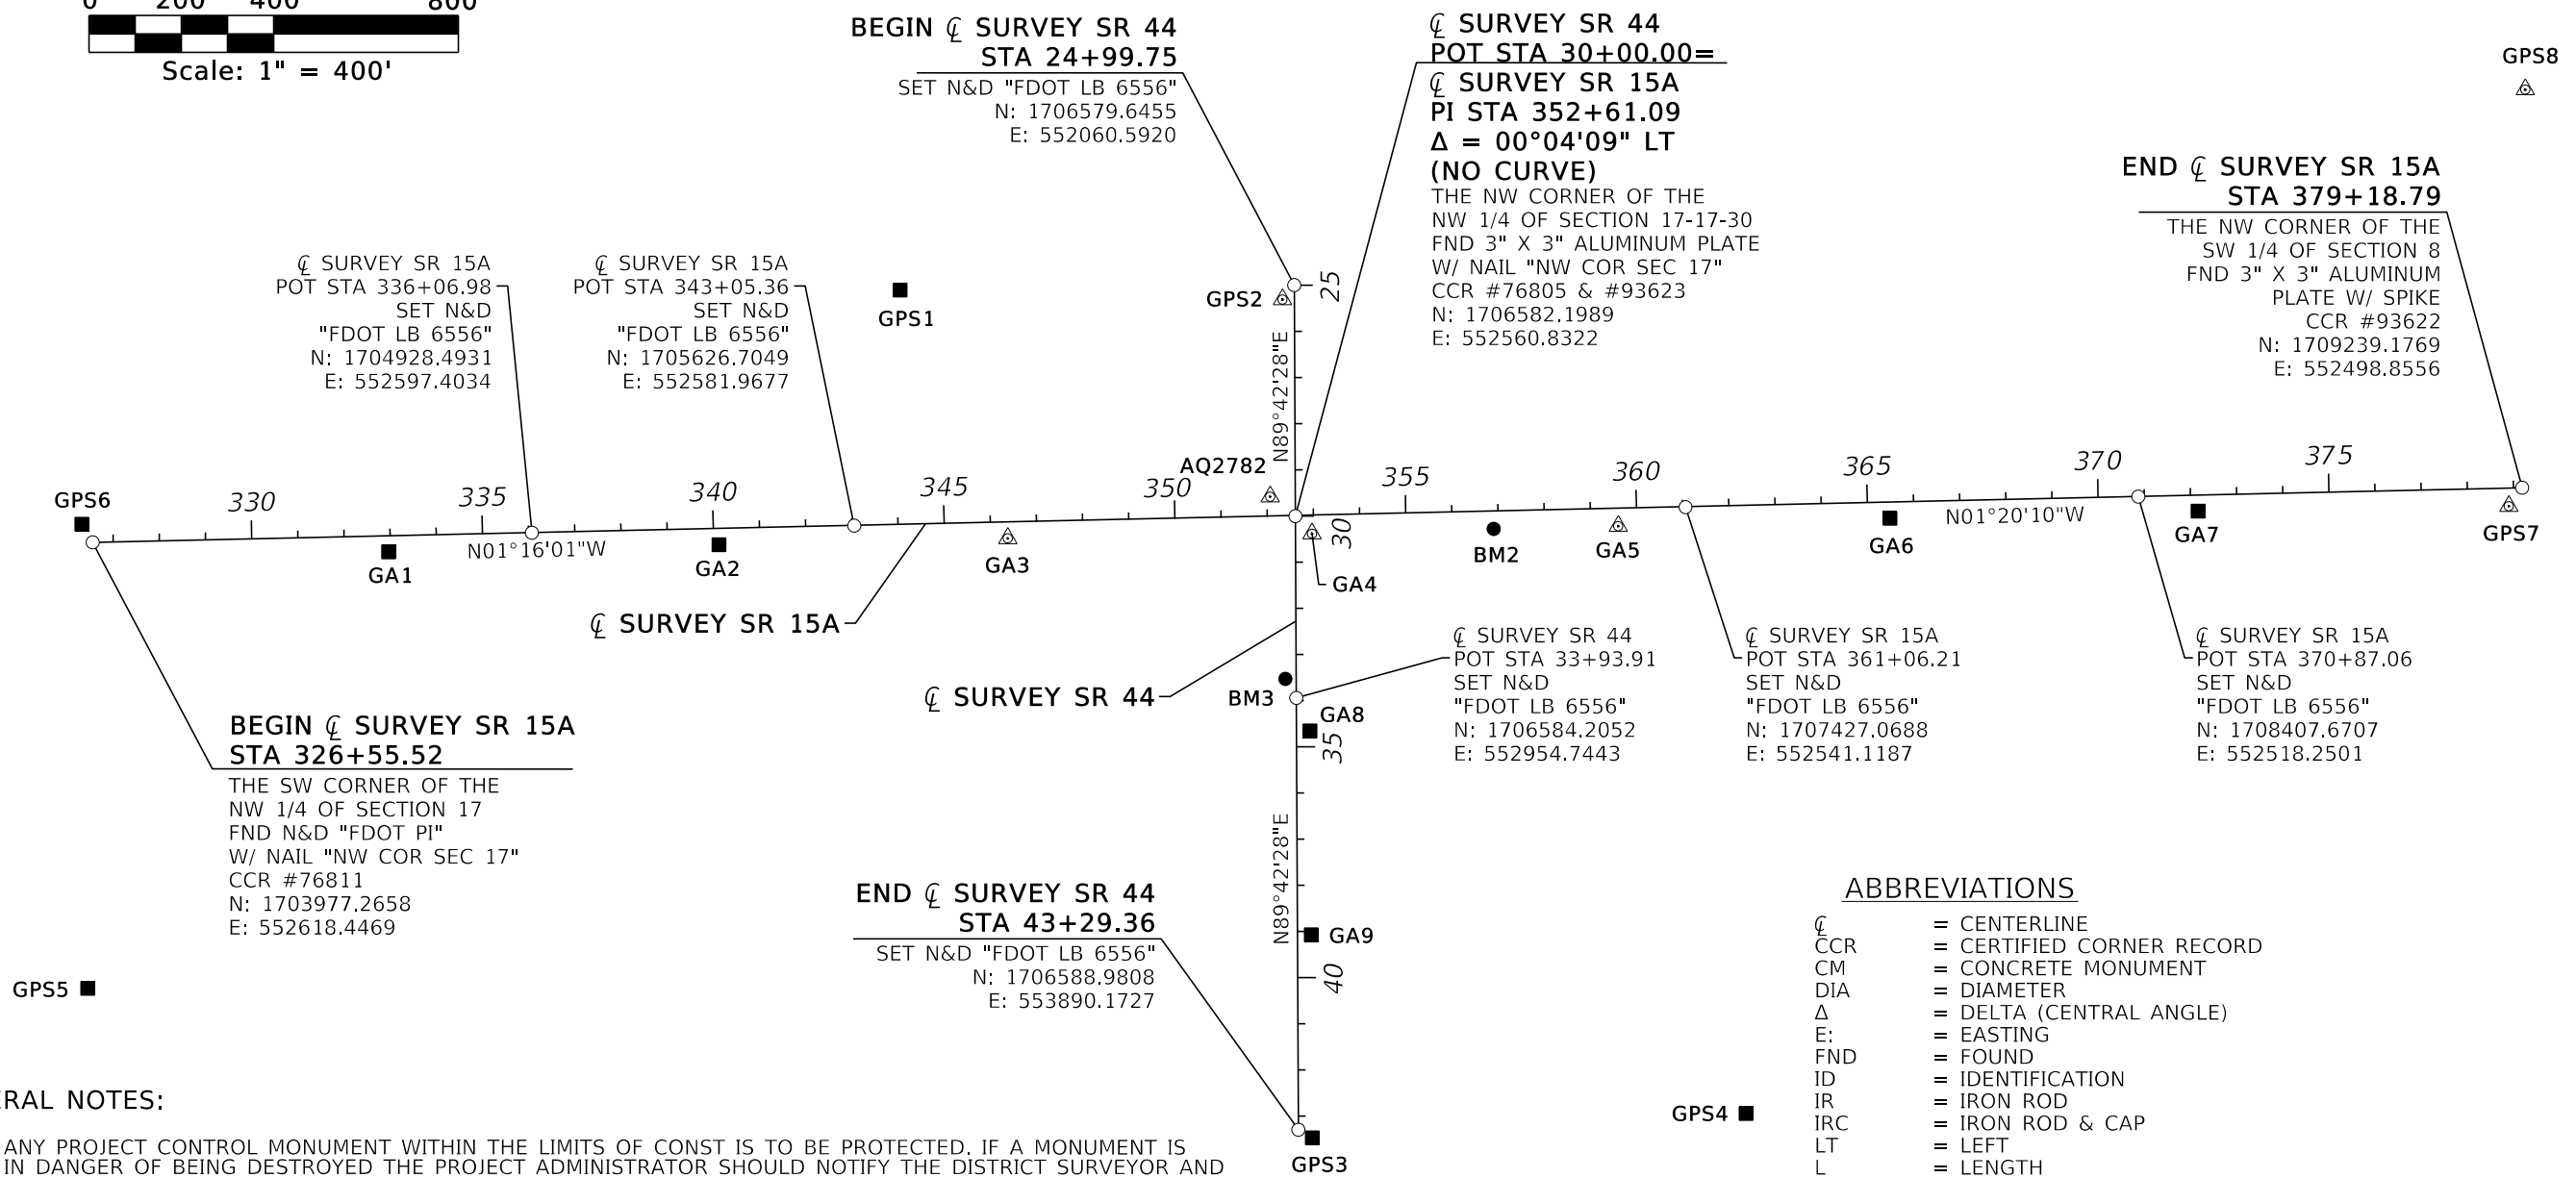 0 200 400 800
Scale: 1" = 400'
BEGIN ℄ SURVEY SR 44
STA 24+99.75
SET N&D "FDOT LB 6556"
N: 1706579.6455
E: 552060.5920
℄ SURVEY SR 44
POT STA 30+00.00=
℄ SURVEY SR 15A
PI STA 352+61.09
Δ = 00°04'09" LT
(NO CURVE)
THE NW CORNER OF THE
NW 1/4 OF SECTION 17-17-30
FND 3" X 3" ALUMINUM PLATE
W/ NAIL "NW COR SEC 17"
CCR #76805 & #93623
N: 1706582.1989
E: 552560.8322
GPS8
END ℄ SURVEY SR 15A
STA 379+18.79
THE NW CORNER OF THE
SW 1/4 OF SECTION 8
FND 3" X 3" ALUMINUM
PLATE W/ SPIKE
CCR #93622
N: 1709239.1769
E: 552498.8556
℄ SURVEY SR 15A
POT STA 336+06.98
SET N&D
"FDOT LB 6556"
N: 1704928.4931
E: 552597.4034
℄ SURVEY SR 15A
POT STA 343+05.36
SET N&D
"FDOT LB 6556"
N: 1705626.7049
E: 552581.9677
GPS1
GPS2
25
N89°42'28"E
AQ2782
GPS6
330
335
340
345
350
355
360
365
370
375
N01°16'01"W
N01°20'10"W
30
GA1
GA2
GA3
GA4
BM2
GA5
GA6
GA7
GPS7
℄ SURVEY SR 15A
℄ SURVEY SR 44
BM3
GA8
35
℄ SURVEY SR 44
POT STA 33+93.91
SET N&D
"FDOT LB 6556"
N: 1706584.2052
E: 552954.7443
℄ SURVEY SR 15A
POT STA 361+06.21
SET N&D
"FDOT LB 6556"
N: 1707427.0688
E: 552541.1187
℄ SURVEY SR 15A
POT STA 370+87.06
SET N&D
"FDOT LB 6556"
N: 1708407.6707
E: 552518.2501
BEGIN ℄ SURVEY SR 15A
STA 326+55.52
THE SW CORNER OF THE
NW 1/4 OF SECTION 17
FND N&D "FDOT PI"
W/ NAIL "NW COR SEC 17"
CCR #76811
N: 1703977.2658
E: 552618.4469
N89°42'28"E
GA9
40
END ℄ SURVEY SR 44
STA 43+29.36
SET N&D "FDOT LB 6556"
N: 1706588.9808
E: 553890.1727
GPS5
GPS3
GPS4
ABBREVIATIONS
℄ = CENTERLINE
CCR = CERTIFIED CORNER RECORD
CM = CONCRETE MONUMENT
DIA = DIAMETER
Δ = DELTA (CENTRAL ANGLE)
E: = EASTING
FND = FOUND
ID = IDENTIFICATION
IR = IRON ROD
IRC = IRON ROD & CAP
LT = LEFT
L = LENGTH
RAL NOTES:
ANY PROJECT CONTROL MONUMENT WITHIN THE LIMITS OF CONST IS TO BE PROTECTED. IF A MONUMENT IS
IN DANGER OF BEING DESTROYED THE PROJECT ADMINISTRATOR SHOULD NOTIFY THE DISTRICT SURVEYOR AND